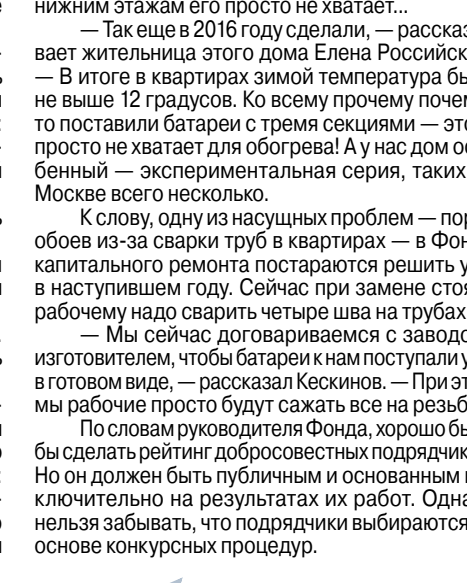 нижним этажам его просто не хватает...
— Так еще в 2016 году сделали, — рассказ
вает жительница этого дома Елена Российск
— В итоге в квартирах зимой температура бы
не выше 12 градусов. Ко всему прочему почем
то поставили батареи с тремя секциями — это
просто не хватает для обогрева! А у нас дом ос
бенный — экспериментальная серия, таких
Москве всего несколько.
К слову, одну из насущных проблем — пор
обоев из-за сварки труб в квартирах — в Фон
капитального ремонта постараются решить у
в наступившем году. Сейчас при замене стоя
рабочему надо сварить четыре шва на трубах
— Мы сейчас договариваемся с заводо
изготовителем, чтобы батареи к нам поступали у
в готовом виде, — рассказал Кескинов. — При эт
мы рабочие просто будут сажать все на резьб
По словам руководителя Фонда, хорошо бы
бы сделать рейтинг добросовестных подрядчик
Но он должен быть публичным и основанным
ключительно на результатах их работ. Одна
нельзя забывать, что подрядчики выбираются
основе конкурсных процедур.